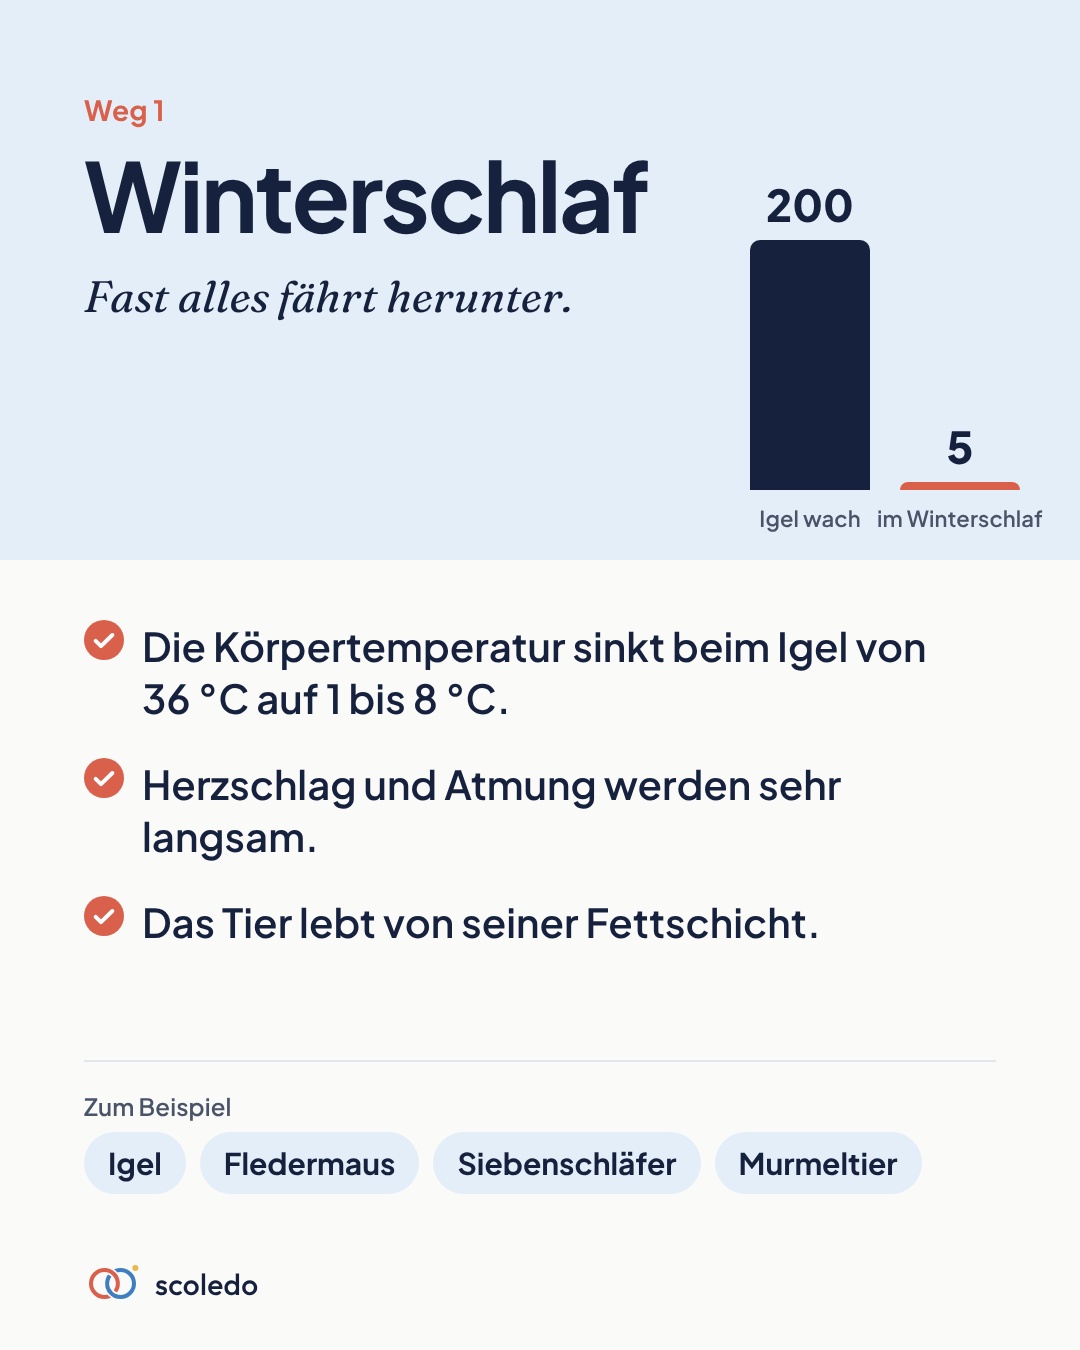 Weg 1
Winterschlaf
Fast alles fährt herunter.
200
5
Igel wach
im Winterschlaf
Die Körpertemperatur sinkt beim Igel von
36 °C auf 1 bis 8 °C.
Herzschlag und Atmung werden sehr
langsam.
Das Tier lebt von seiner Fettschicht.
Zum Beispiel
Igel
Fledermaus
Siebenschläfer
Murmeltier
scoledo